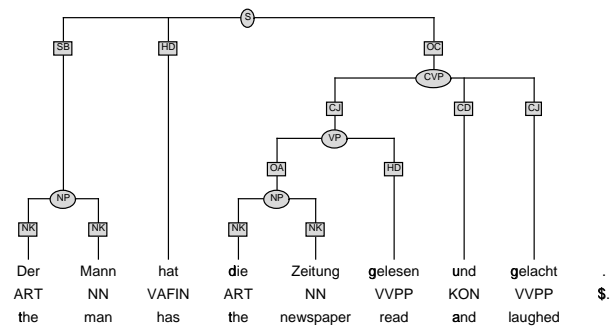 S
SB HD OC
CVP
CJ CD CJ
VP
OA HD
NP NP
NK NK NK NK
Der Mann hat die Zeitung gelesen und gelacht .
ART NN VAFIN ART NN VVPP KON VVPP $.
the man has the newspaper read and laughed